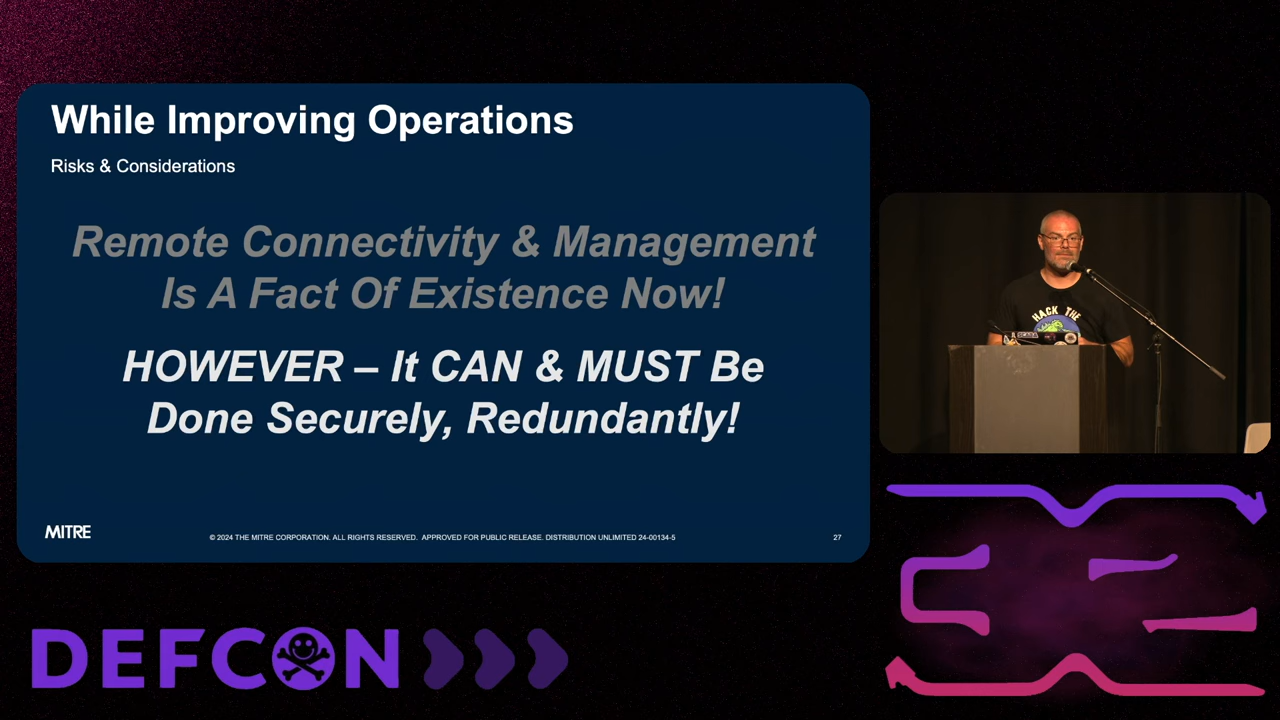 While Improving Operations
Risks & Considerations
Remote Connectivity & Management
Is A Fact Of Existence Now!
HOWEVER – It CAN & MUST Be
Done Securely, Redundantly!
MITRE
© 2024 THE MITRE CORPORATION. ALL RIGHTS RESERVED. APPROVED FOR PUBLIC RELEASE. DISTRIBUTION UNLIMITED 24-00134-5
27
HACK THE
DEFCON